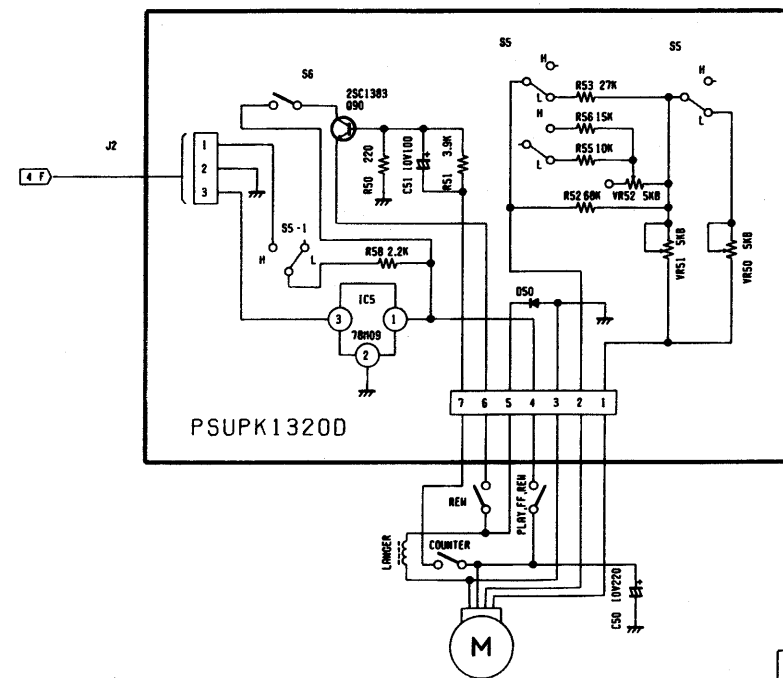 S5
S5
H
H
S6
2SC1383
Q90
R53 27K
L
L
H
R56 15K
J2
1
2
3
4 F
R50 220
C51 10V100
R51 3.9K
R55 10K
L
VR52 5KB
R52 68K
S5-1
H
L
R58 2.2K
VR51 5KB
VR50 5KB
D50
IC5
3
1
78M09
2
7 6 5 4 3 2 1
PSUPK1320D
REW
PLAY,FF,REW
LANGER
COUNTER
C50 10V220
+
M